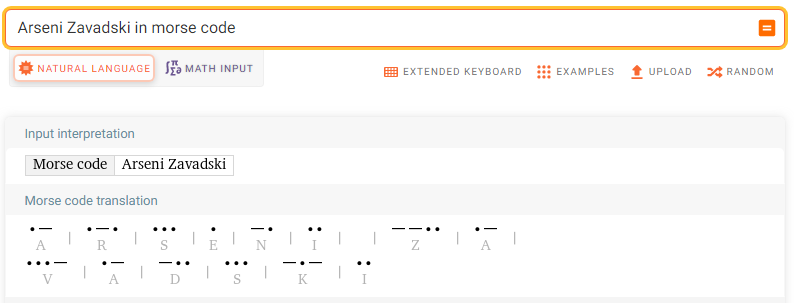 Arseni Zavadski in morse code
NATURAL LANGUAGE MATH INPUT EXTENDED KEYBOARD EXAMPLES UPLOAD RANDOM
Input interpretation
Morse code Arseni Zavadski
Morse code translation
•— | •—• | ••• | • | —• | •• | | ——•• | •— |
A R S E N I Z A
•••— | •— | —•• | ••• | —•— | ••
V A D S K I